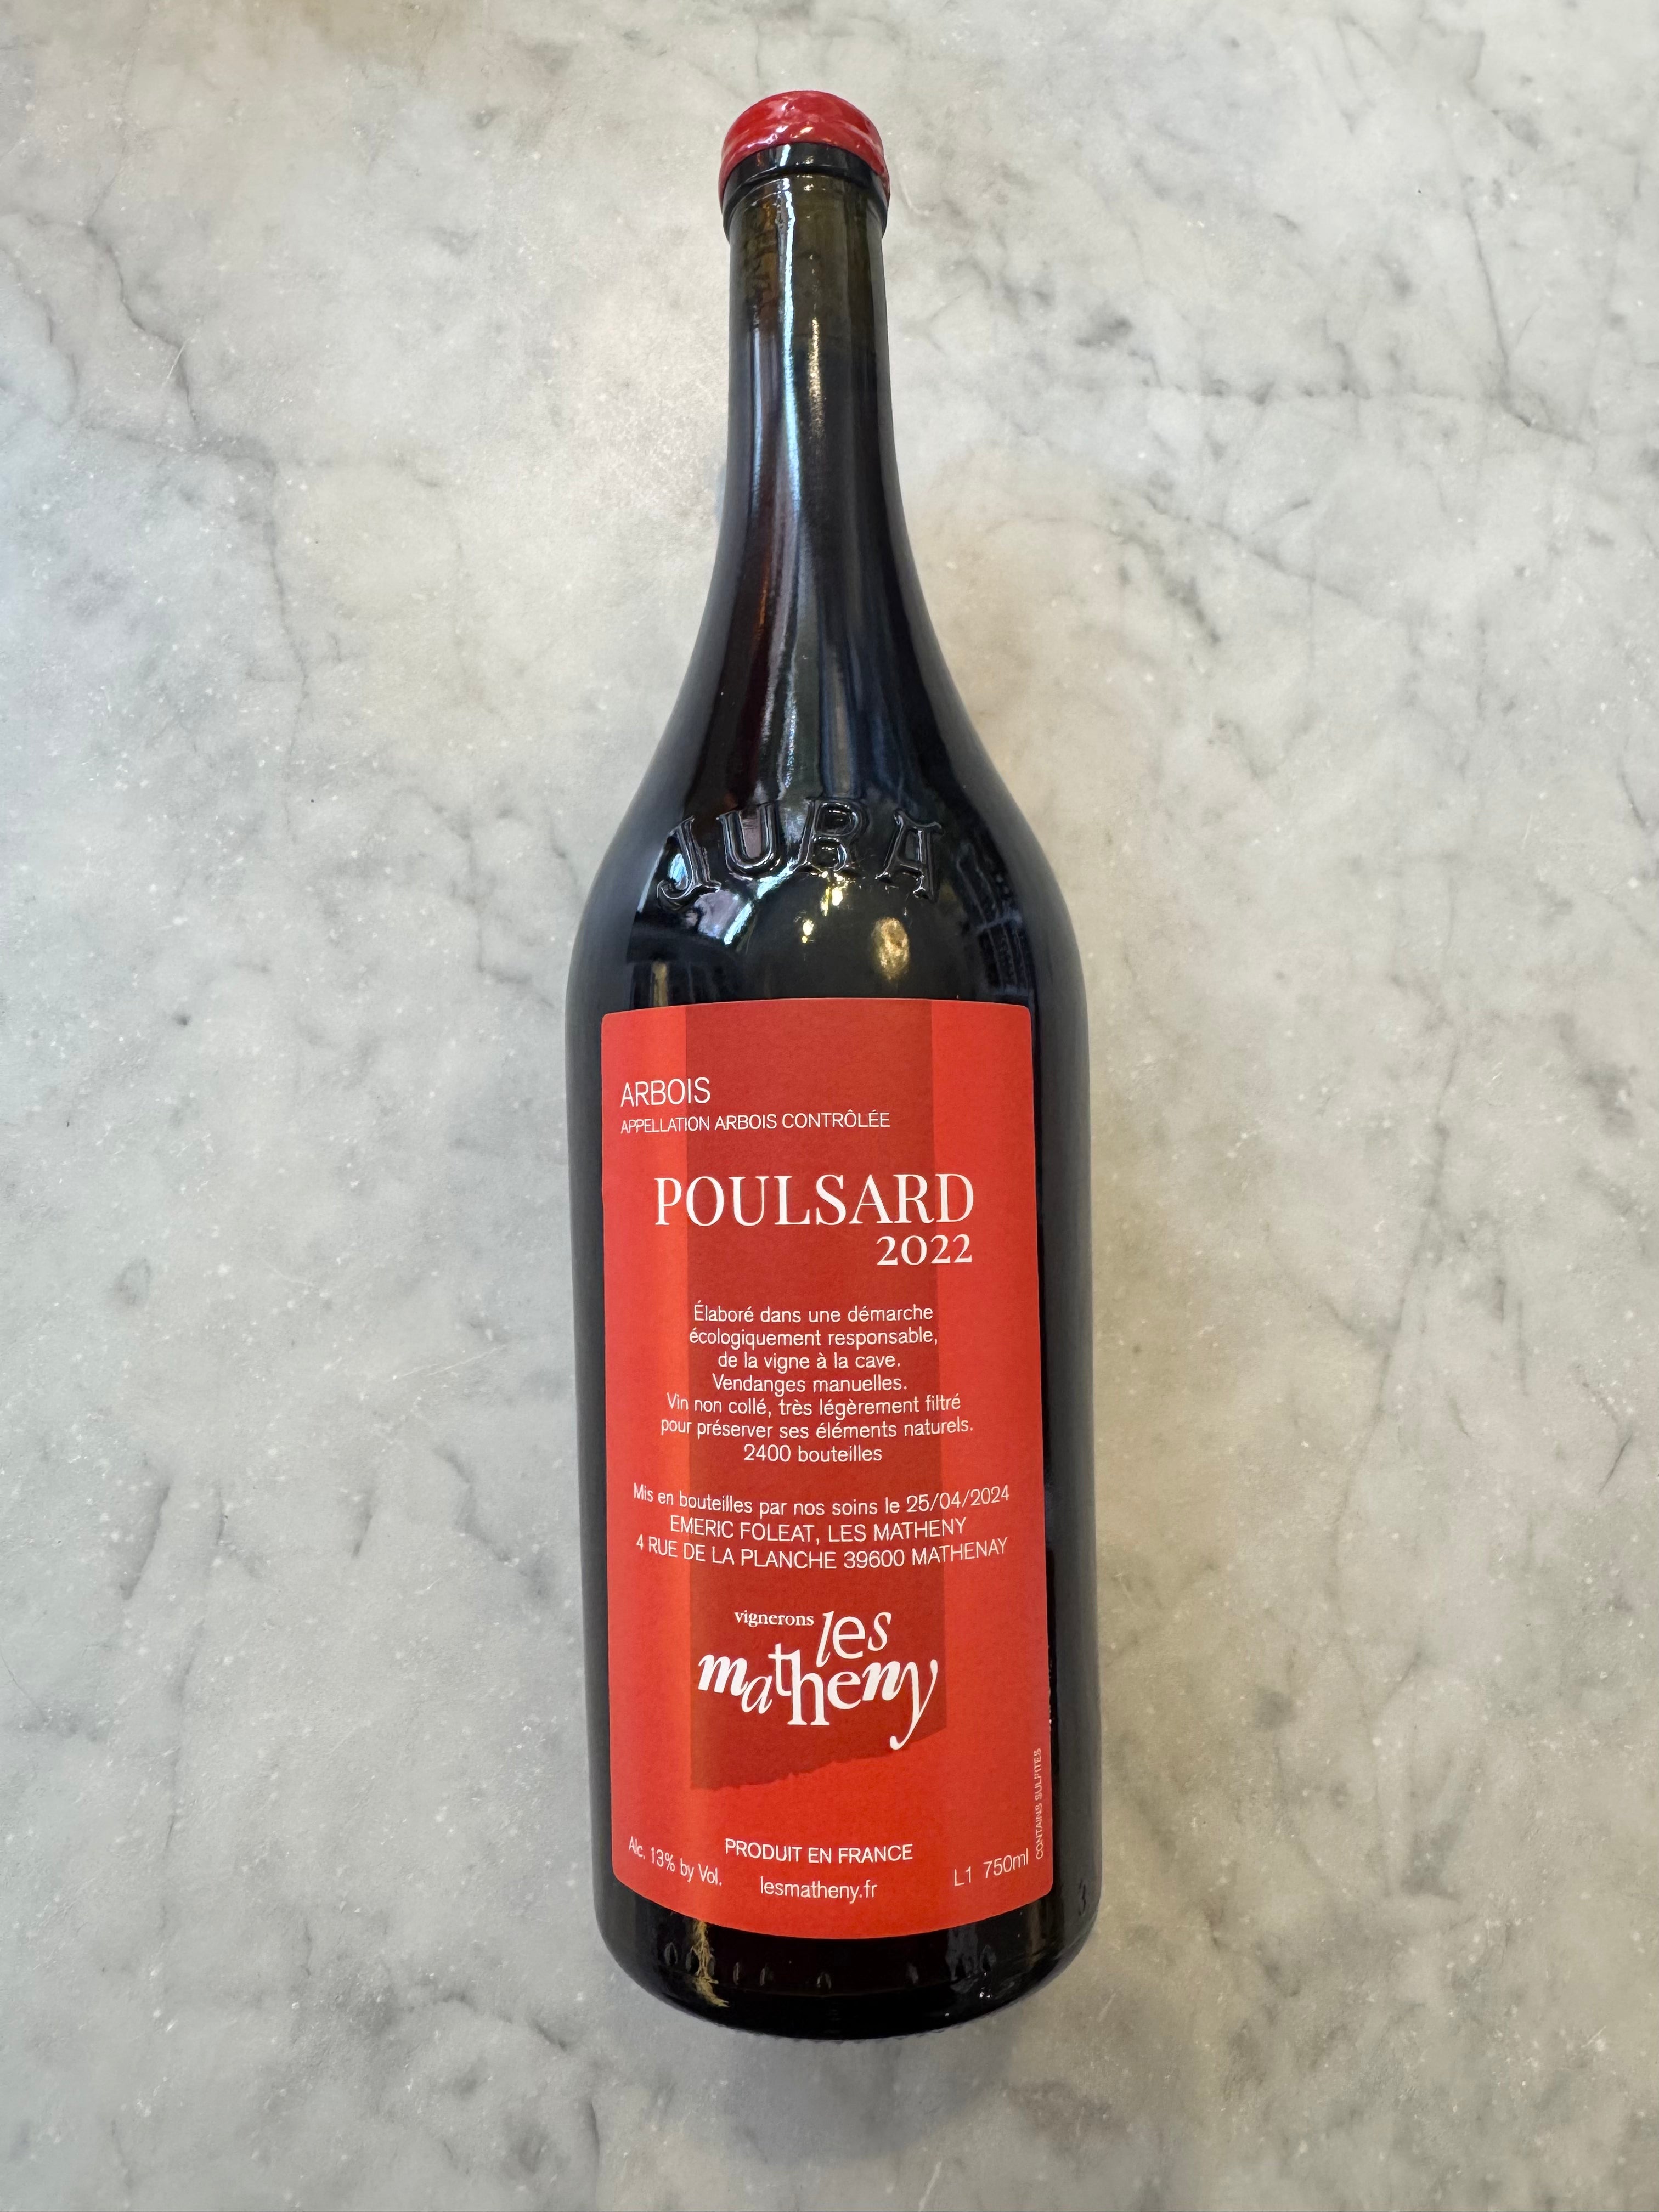 JURA
ARBOIS
APPELLATION ARBOIS CONTRÔLÉE
POULSARD
2022
Élaboré dans une démarche
écologiquement responsable,
de la vigne à la cave.
Vendanges manuelles.
Vin non collé, très légèrement filtré
pour préserver ses éléments naturels.
2400 bouteilles
Mis en bouteilles par nos soins le 25/04/2024
EMERIC FOLEAT, LES MATHENY
4 RUE DE LA PLANCHE 39600 MATHENAY
vignerons les
matheny
CONTAINS SULFITES
PRODUIT EN FRANCE
Alc. 13% by Vol.
lesmatheny.fr
L1 750ml
3